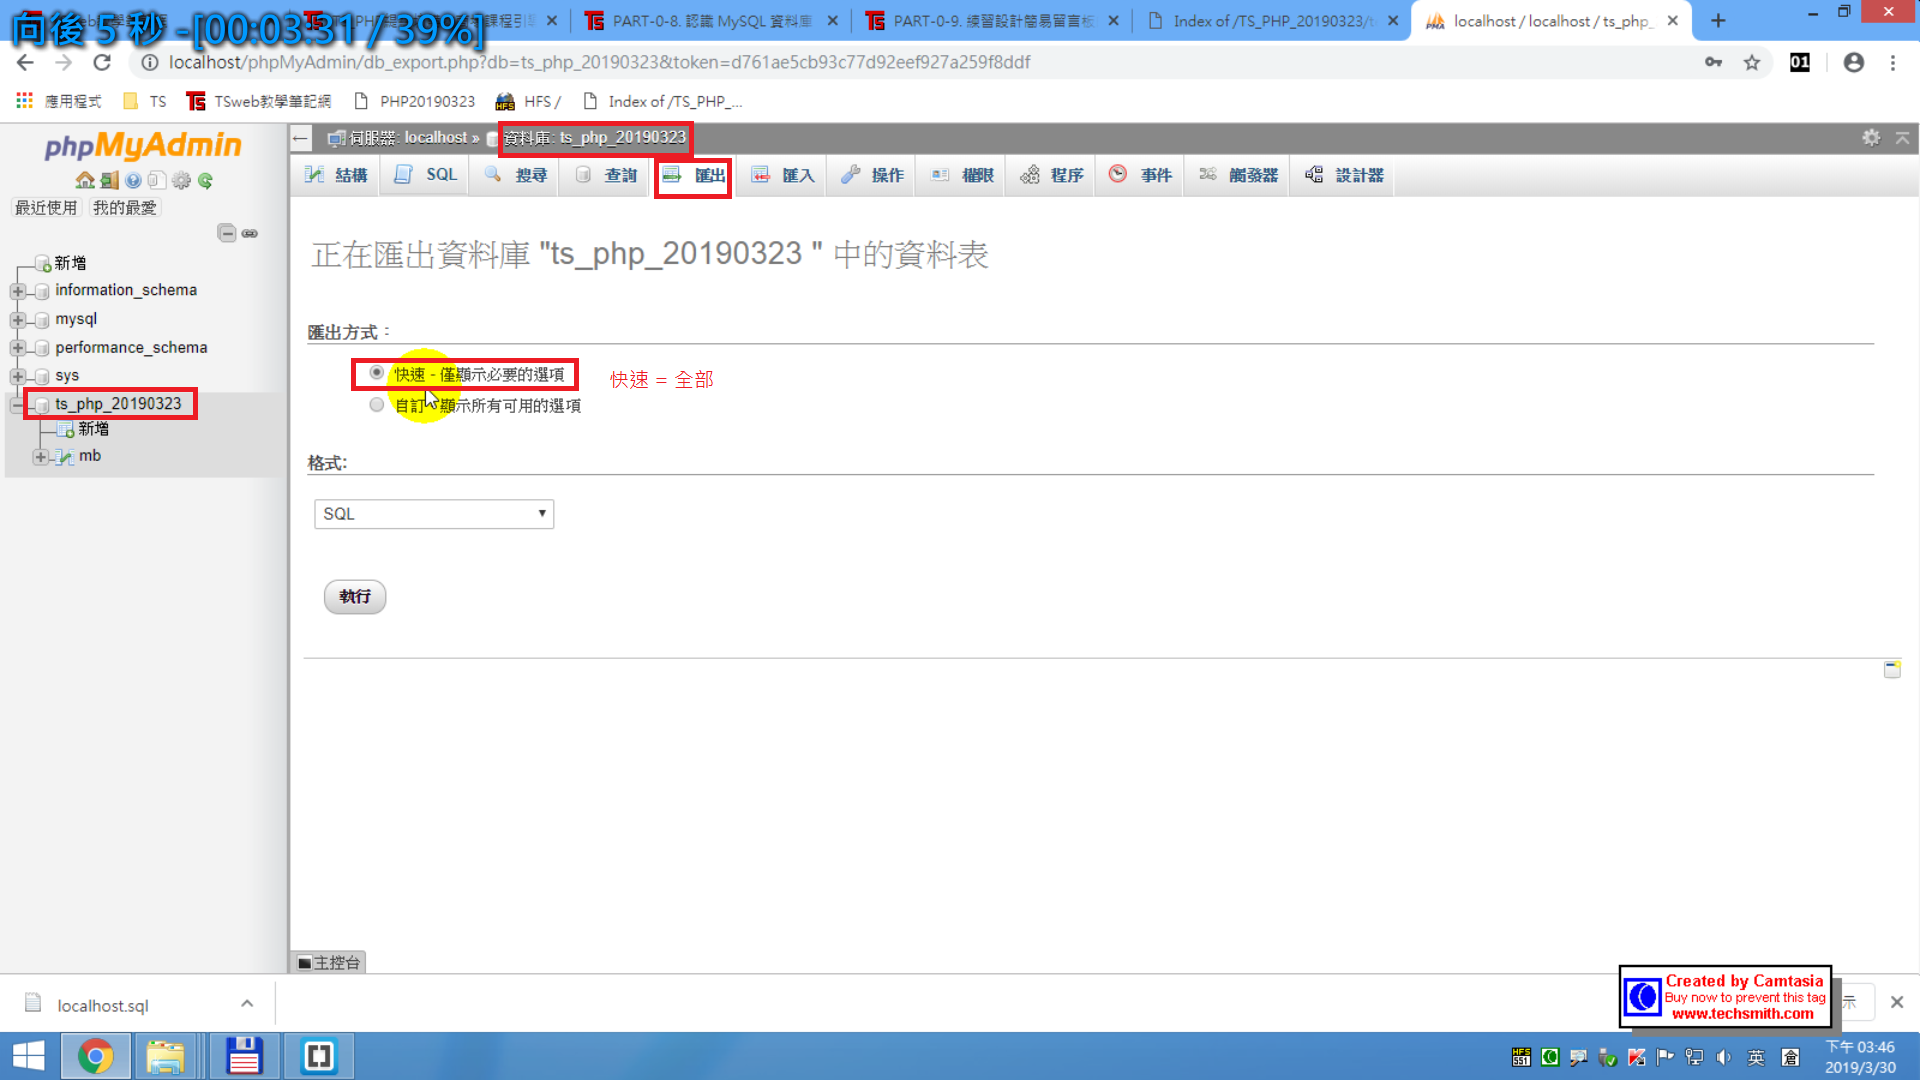 向後 5 秒 -[00:03:31 / 39%]
PART-0-8. 認識 MySQL 資料庫
PART-0-9. 練習設計簡易留言板
Index of /TS_PHP_20190323/t
localhost / localhost / ts_php_
localhost/phpMyAdmin/db_export.php?db=ts_php_20190323&token=d761ae5cb93c77d92eef927a259f8ddf
01
應用程式
TS
TSweb教學筆記網
PHP20190323
HFS /
Index of /TS_PHP_...
phpMyAdmin
最近使用 我的最愛
新增
information_schema
mysql
performance_schema
sys
ts_php_20190323
新增
mb
伺服器: localhost » 資料庫: ts_php_20190323
結構 SQL 搜尋 查詢 匯出 匯入 操作 權限 程序 事件 觸發器 設計器
正在匯出資料庫 "ts_php_20190323 " 中的資料表
匯出方式：
快速 - 僅顯示必要的選項
快速 = 全部
自訂 - 顯示所有可用的選項
格式:
SQL
執行
主控台
localhost.sql
Created by Camtasia
Buy now to prevent this tag
www.techsmith.com
示
HFS
551
英
倉
下午 03:46
2019/3/30